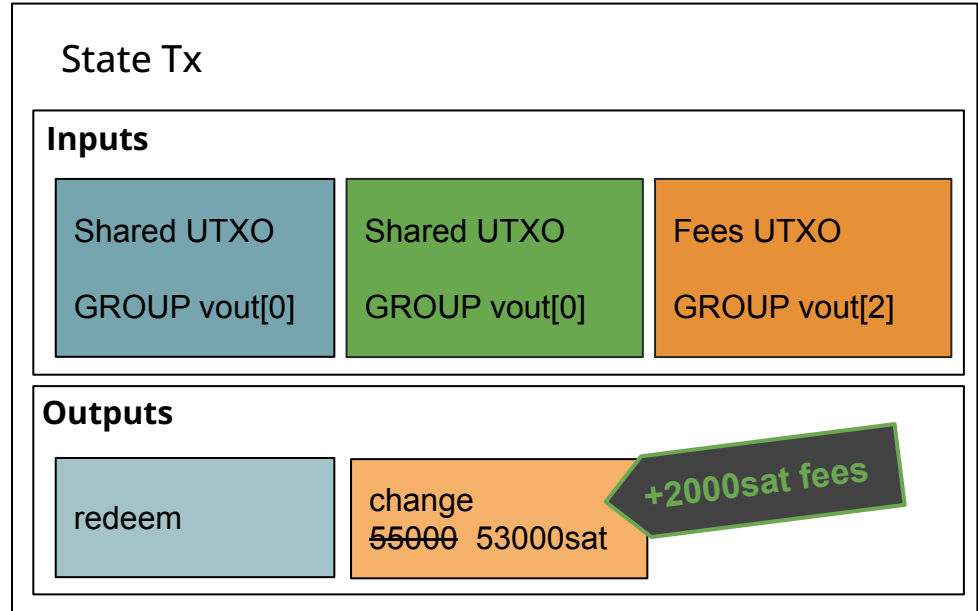 State Tx
Inputs
Shared UTXO
GROUP vout[0]
Shared UTXO
GROUP vout[0]
Fees UTXO
GROUP vout[2]
Outputs
redeem
change
55000 53000sat
+2000sat fees